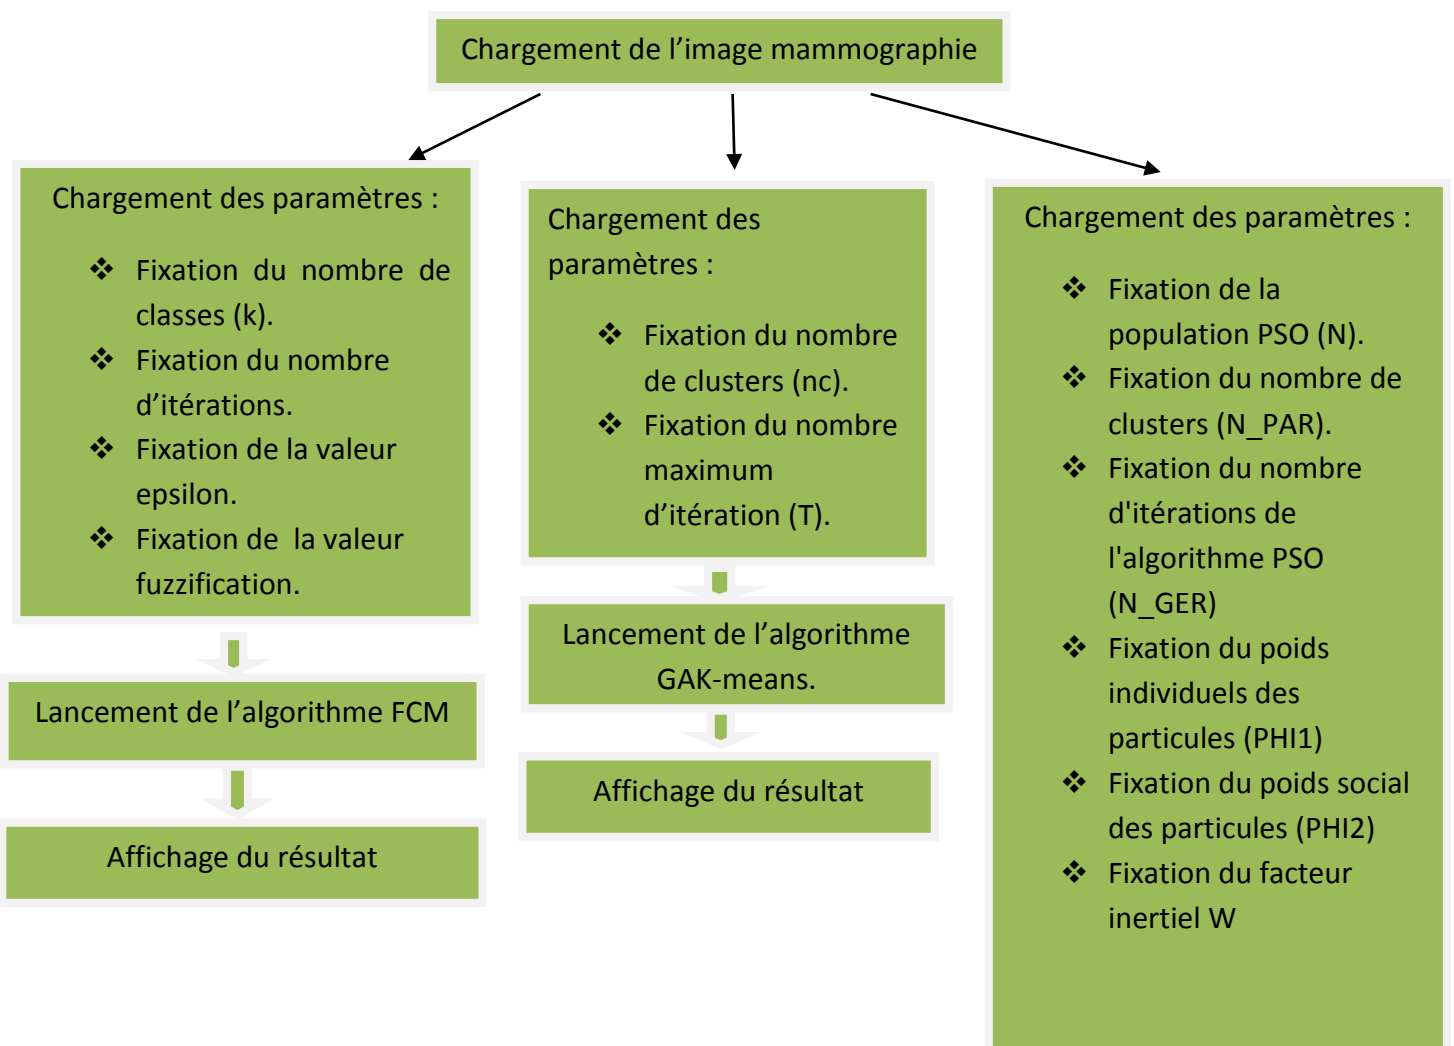 Chargement de l’image mammographie
Chargement des paramètres :
❖ Fixation du nombre de
classes (k).
❖ Fixation du nombre
d’itérations.
❖ Fixation de la valeur
epsilon.
❖ Fixation de la valeur
fuzzification.
Lancement de l’algorithme FCM
Affichage du résultat
Chargement des
paramètres :
❖ Fixation du nombre
de clusters (nc).
❖ Fixation du nombre
maximum
d’itération (T).
Lancement de l’algorithme
GAK-means.
Affichage du résultat
Chargement des paramètres :
❖ Fixation de la
population PSO (N).
❖ Fixation du nombre de
clusters (N_PAR).
❖ Fixation du nombre
d'itérations de
l'algorithme PSO
(N_GER)
❖ Fixation du poids
individuels des
particules (PHI1)
❖ Fixation du poids social
des particules (PHI2)
❖ Fixation du facteur
inertiel W